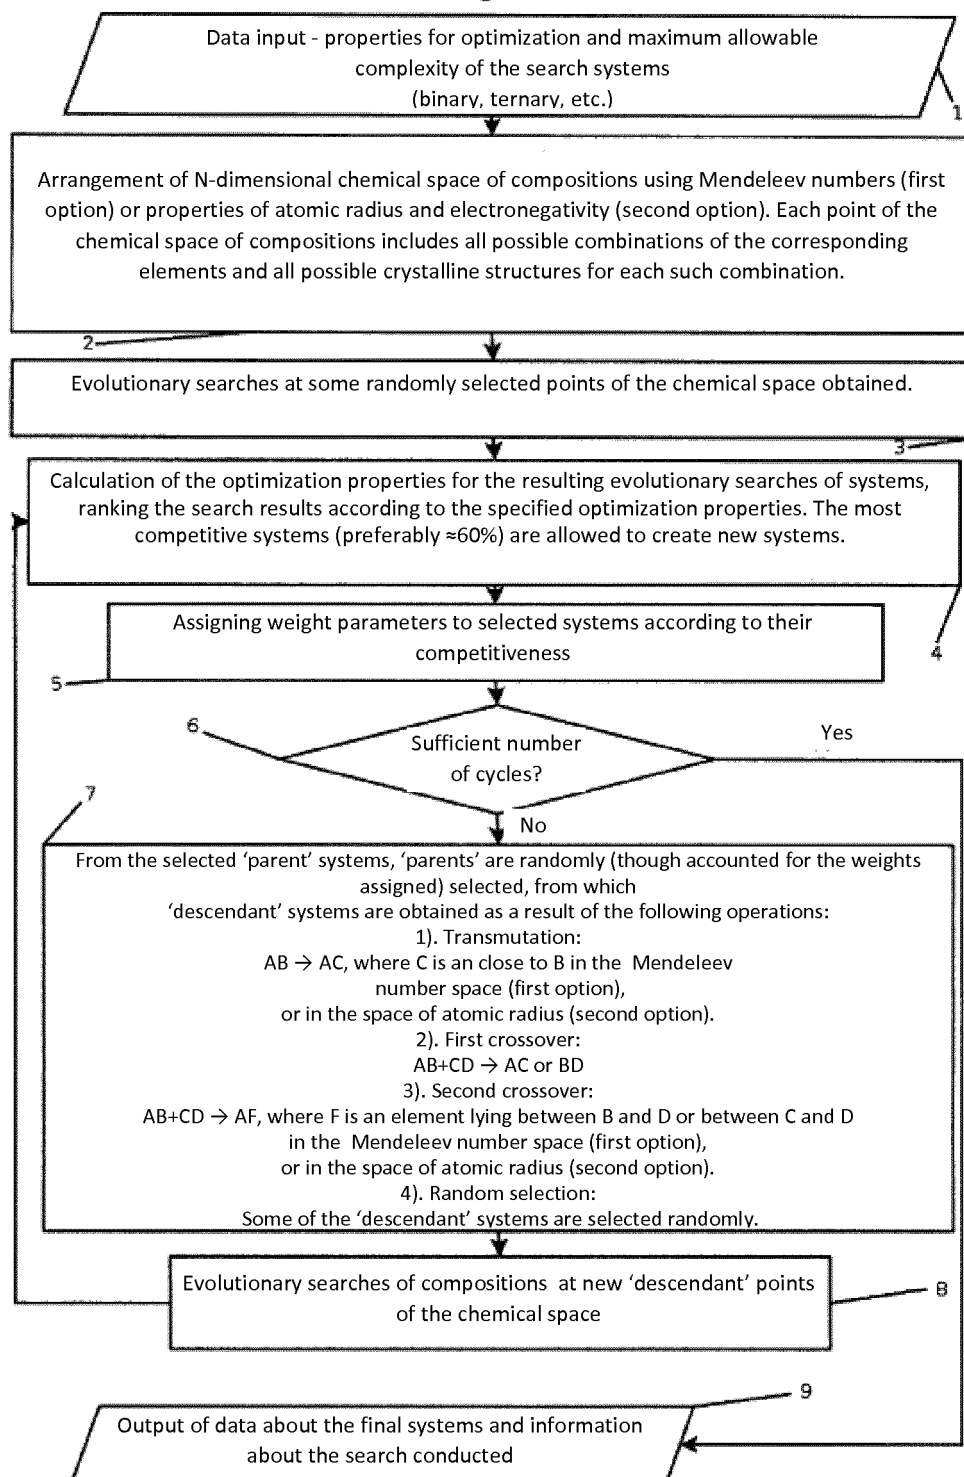 Data input - properties for optimization and maximum allowable
complexity of the search systems
(binary, ternary, etc.)
1
Arrangement of N-dimensional chemical space of compositions using Mendeleev numbers (first
option) or properties of atomic radius and electronegativity (second option). Each point of the
chemical space of compositions includes all possible combinations of the corresponding
elements and all possible crystalline structures for each such combination.
2
Evolutionary searches at some randomly selected points of the chemical space obtained.
3
Calculation of the optimization properties for the resulting evolutionary searches of systems,
ranking the search results according to the specified optimization properties. The most
competitive systems (preferably ≈60%) are allowed to create new systems.
4
Assigning weight parameters to selected systems according to their
competitiveness
5
6
Sufficient number
of cycles?
Yes
No
7
From the selected ‘parent’ systems, ‘parents’ are randomly (though accounted for the weights
assigned) selected, from which
‘descendant’ systems are obtained as a result of the following operations:
1). Transmutation:
AB → AC, where C is an close to B in the Mendeleev
number space (first option),
or in the space of atomic radius (second option).
2). First crossover:
AB+CD → AC or BD
3). Second crossover:
AB+CD → AF, where F is an element lying between B and D or between C and D
in the Mendeleev number space (first option),
or in the space of atomic radius (second option).
4). Random selection:
Some of the ‘descendant’ systems are selected randomly.
Evolutionary searches of compositions at new ‘descendant’ points
of the chemical space
8
9
Output of data about the final systems and information
about the search conducted